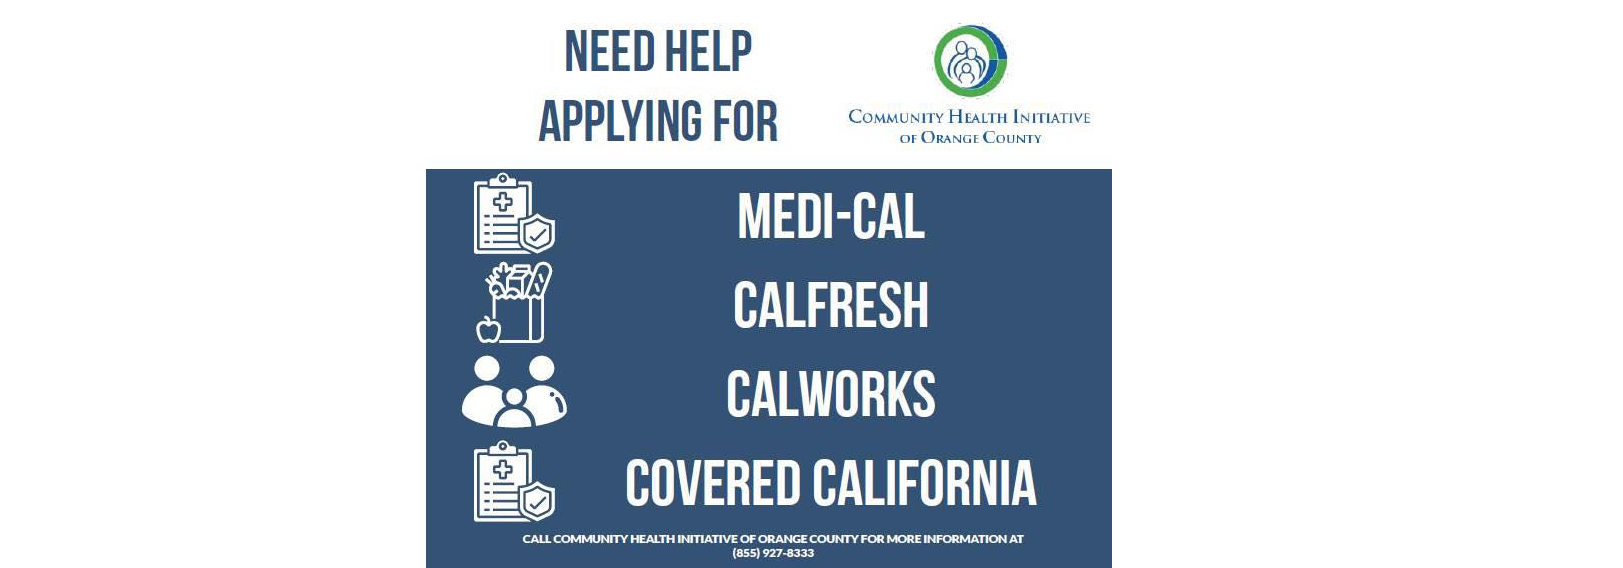 NEED HELP
APPLYING FOR
COMMUNITY HEALTH INITIATIVE
OF ORANGE COUNTY
MEDI-CAL
CALFRESH
CALWORKS
COVERED CALIFORNIA
CALL COMMUNITY HEALTH INITIATIVE OF ORANGE COUNTY FOR MORE INFORMATION AT
(855) 927-8333